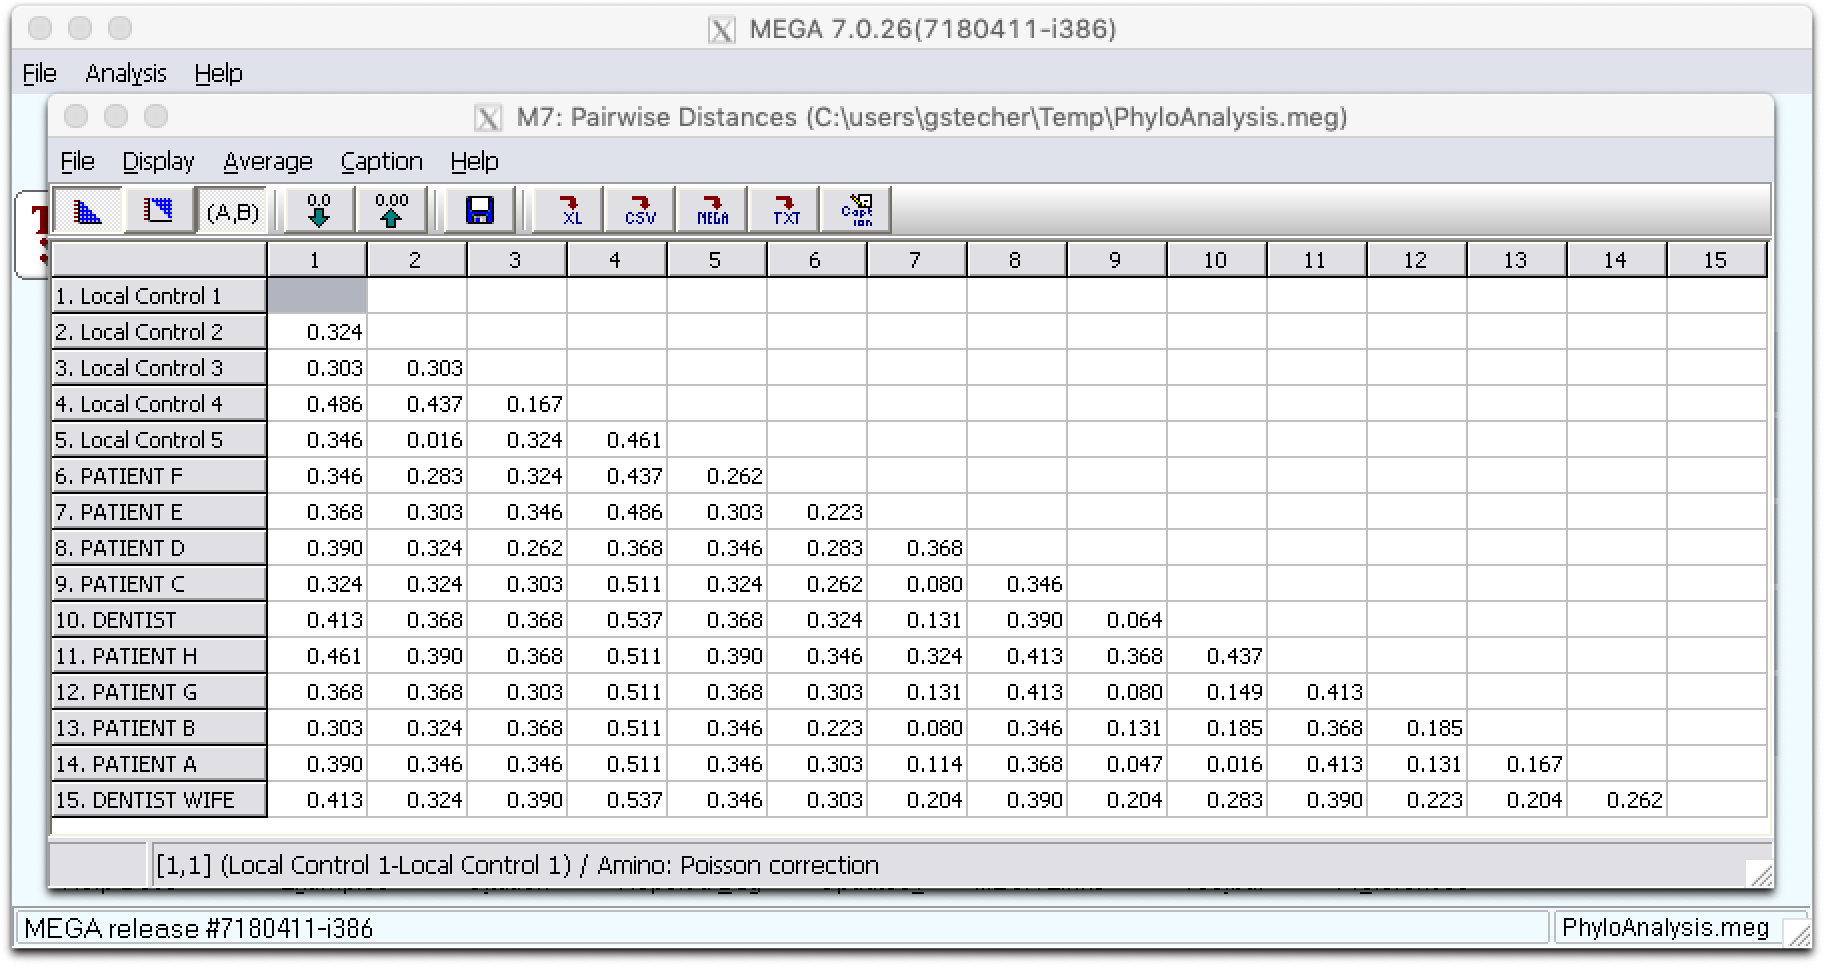 MEGA 7.0.26(7180411-i386)
File Analysis Help
M7: Pairwise Distances (C:\users\gstecher\Temp\PhyloAnalysis.meg)
File Display Average Caption Help
(A,B) 0.0 0.00 XL CSV MEGA TXT Capt ion
1 2 3 4 5 6 7 8 9 10 11 12 13 14 15
1. Local Control 1
2. Local Control 2 0.324
3. Local Control 3 0.303 0.303
4. Local Control 4 0.486 0.437 0.167
5. Local Control 5 0.346 0.016 0.324 0.461
6. PATIENT F 0.346 0.283 0.324 0.437 0.262
7. PATIENT E 0.368 0.303 0.346 0.486 0.303 0.223
8. PATIENT D 0.390 0.324 0.262 0.368 0.346 0.283 0.368
9. PATIENT C 0.324 0.324 0.303 0.511 0.324 0.262 0.080 0.346
10. DENTIST 0.413 0.368 0.368 0.537 0.368 0.324 0.131 0.390 0.064
11. PATIENT H 0.461 0.390 0.368 0.511 0.390 0.346 0.324 0.413 0.368 0.437
12. PATIENT G 0.368 0.368 0.303 0.511 0.368 0.303 0.131 0.413 0.080 0.149 0.413
13. PATIENT B 0.303 0.324 0.368 0.511 0.346 0.223 0.080 0.346 0.131 0.185 0.368 0.185
14. PATIENT A 0.390 0.346 0.346 0.511 0.346 0.303 0.114 0.368 0.047 0.016 0.413 0.131 0.167
15. DENTIST WIFE 0.413 0.324 0.390 0.537 0.346 0.303 0.204 0.390 0.204 0.283 0.390 0.223 0.204 0.262
[1,1] (Local Control 1-Local Control 1) / Amino: Poisson correction
MEGA release #7180411-i386 PhyloAnalysis.meg